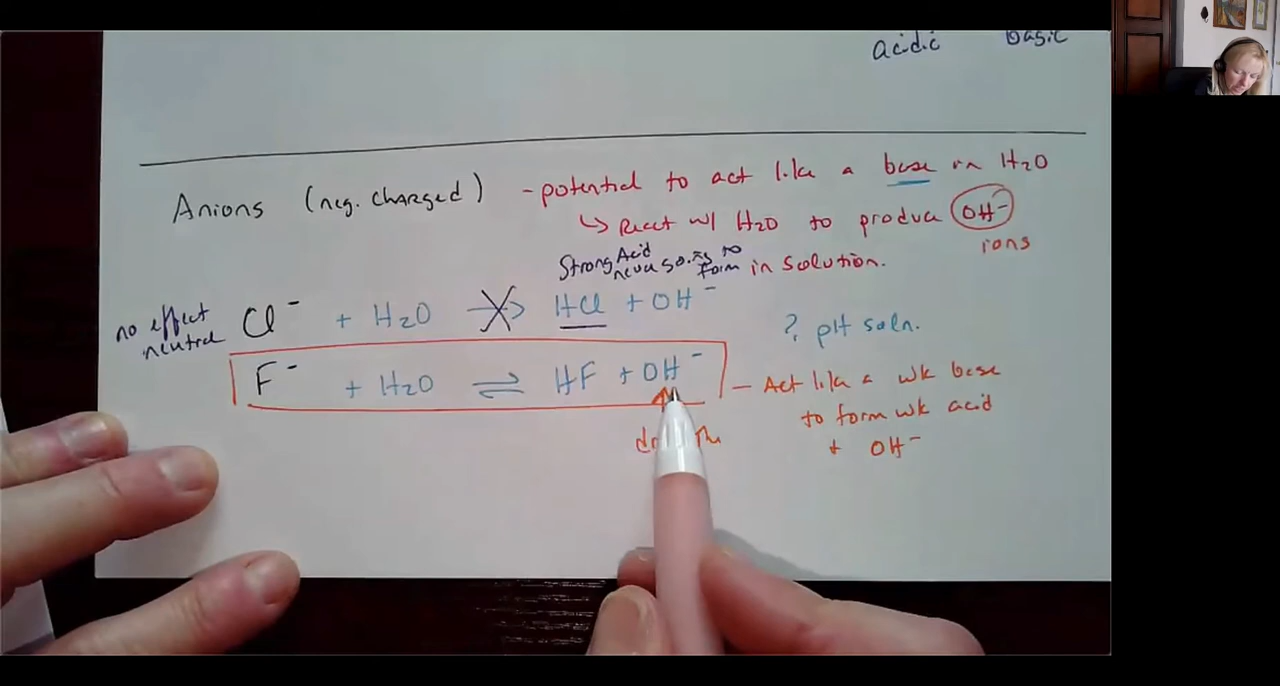 acidic basic
Anions (neg. charged) - potential to act like a base in H2O
↳ React w/ H2O to produce OH⁻
ions
Strong Acid
never going to
form in solution.
no effect
neutral
Cl⁻ + H2O → HCl + OH⁻
? pH soln.
F⁻ + H2O ⇌ HF + OH⁻
- Act like a wk base
to form wk acid
+ OH⁻